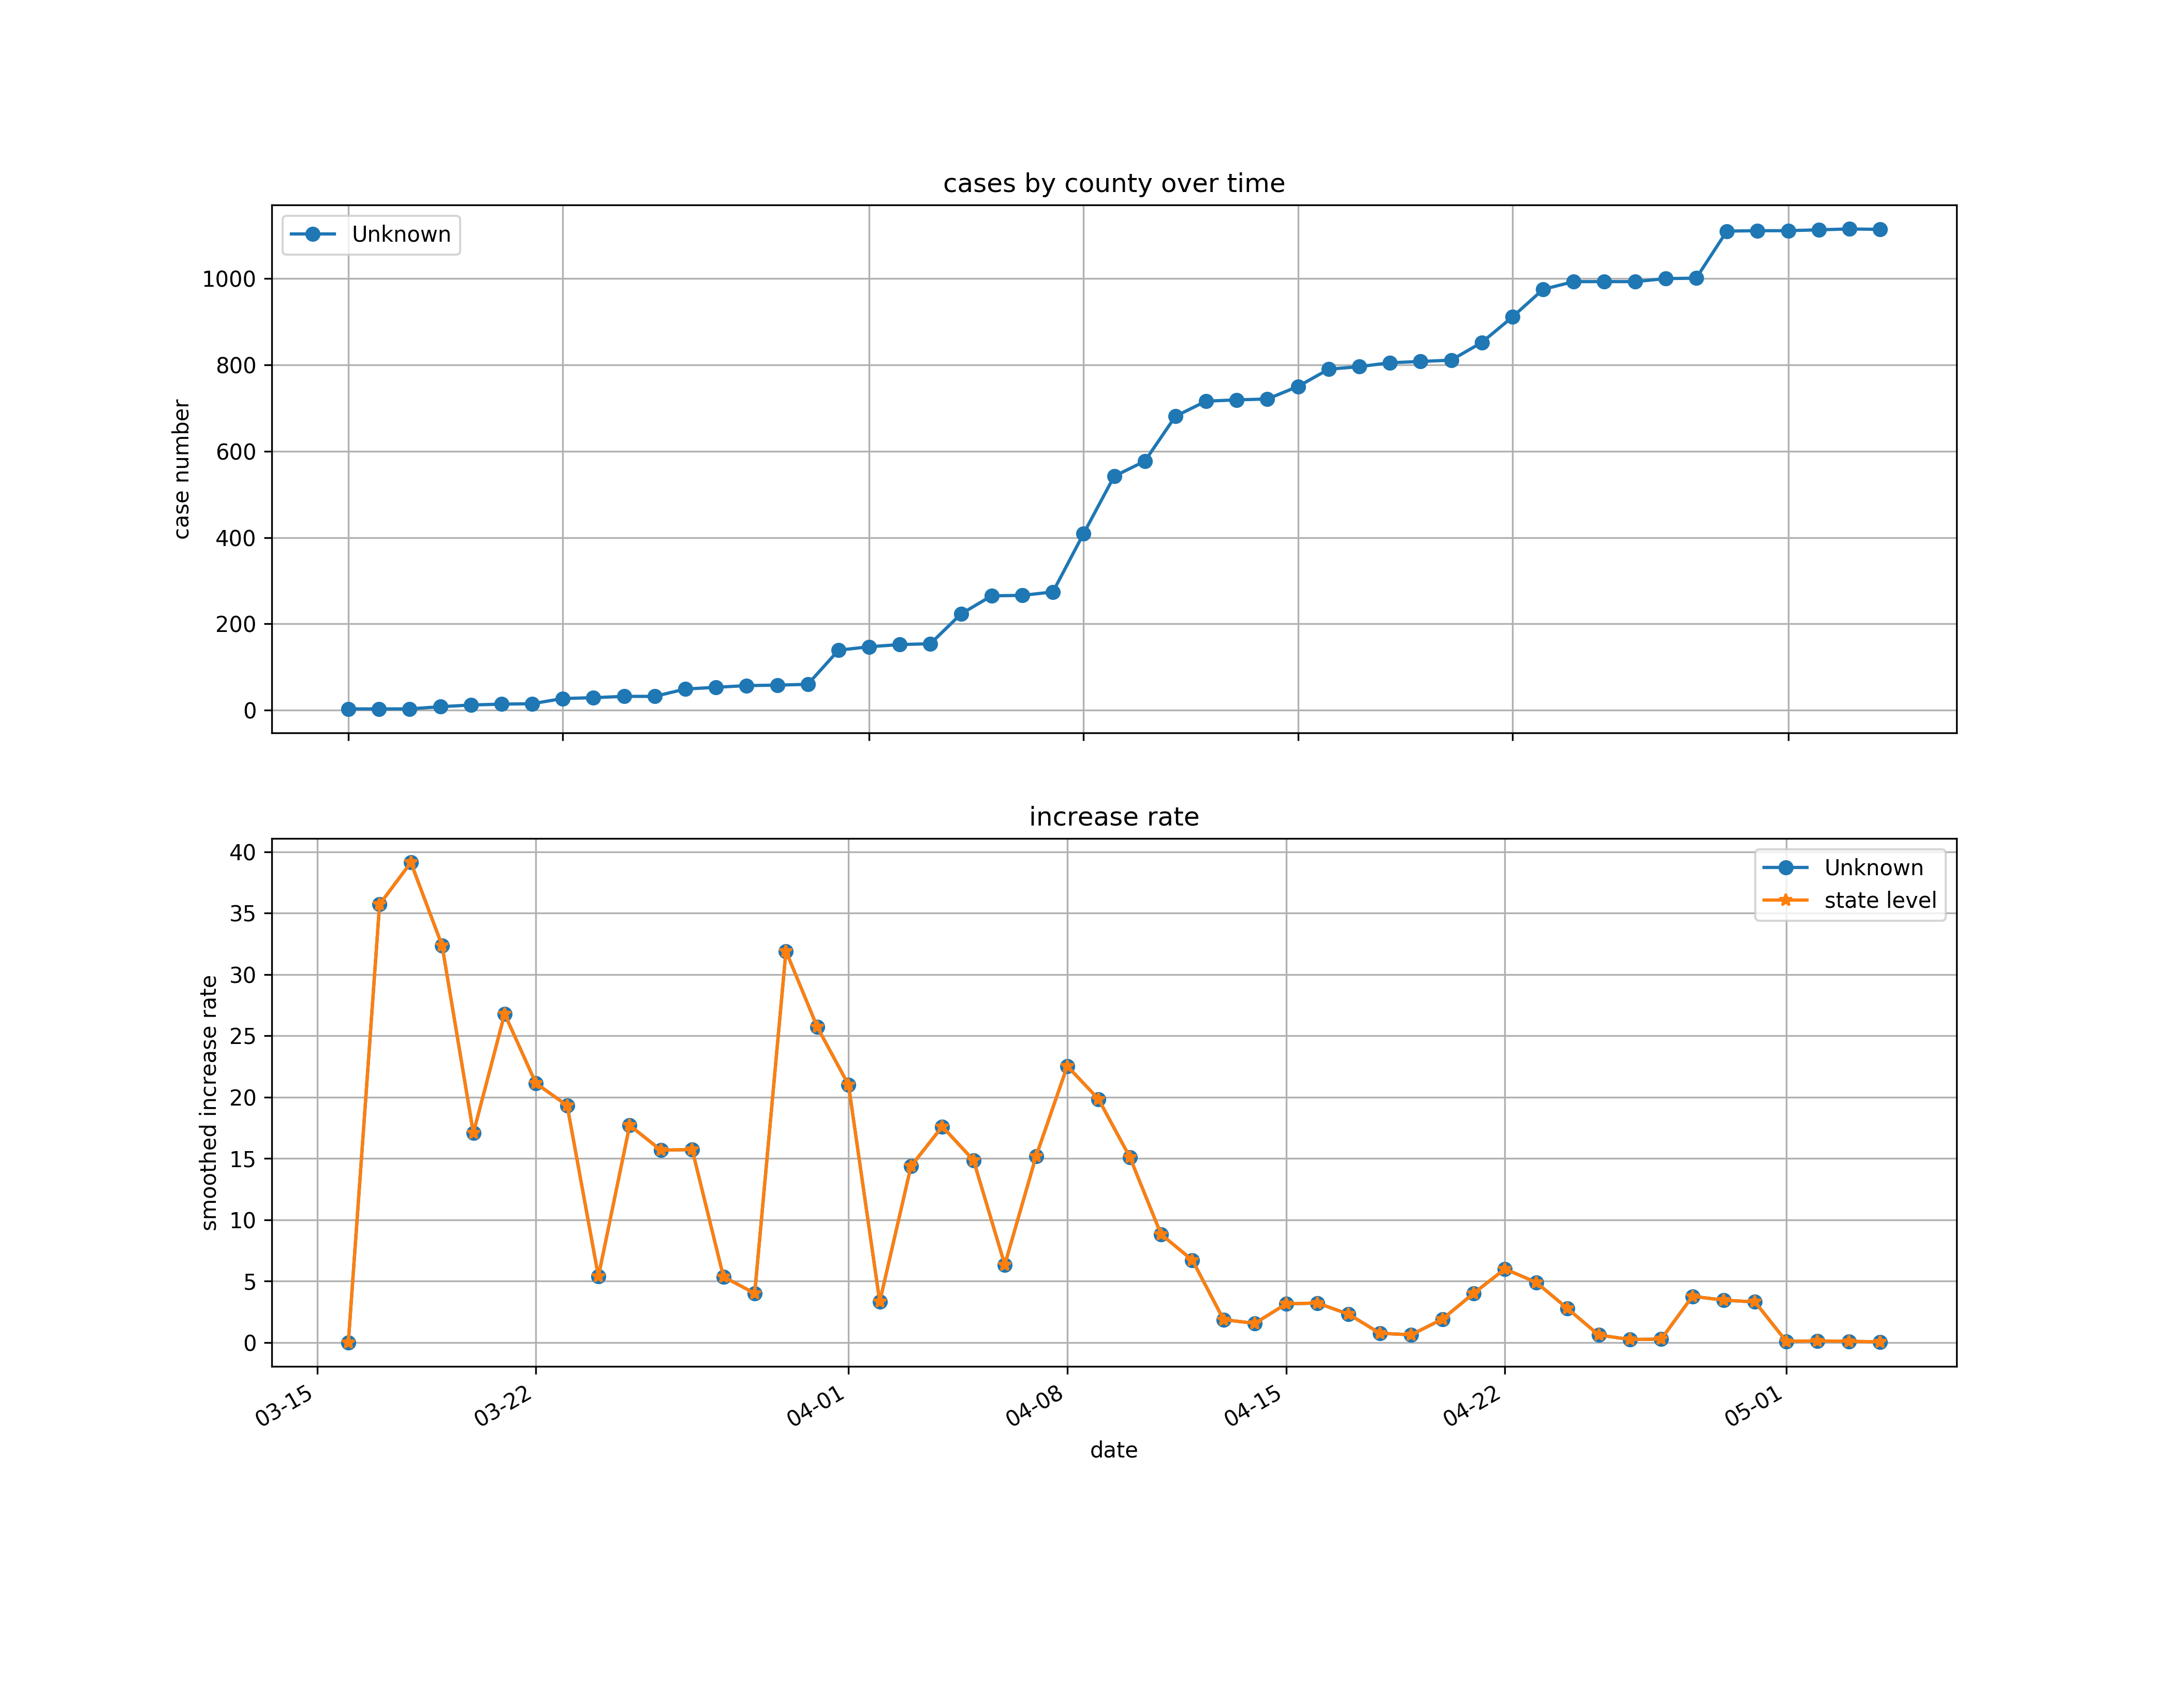 cases by county over time
Unknown
1000
800
600
400
200
0
case number
increase rate
Unknown
state level
40
35
30
25
20
15
10
5
0
smoothed increase rate
03-15 03-22 04-01 04-08 04-15 04-22 05-01
date